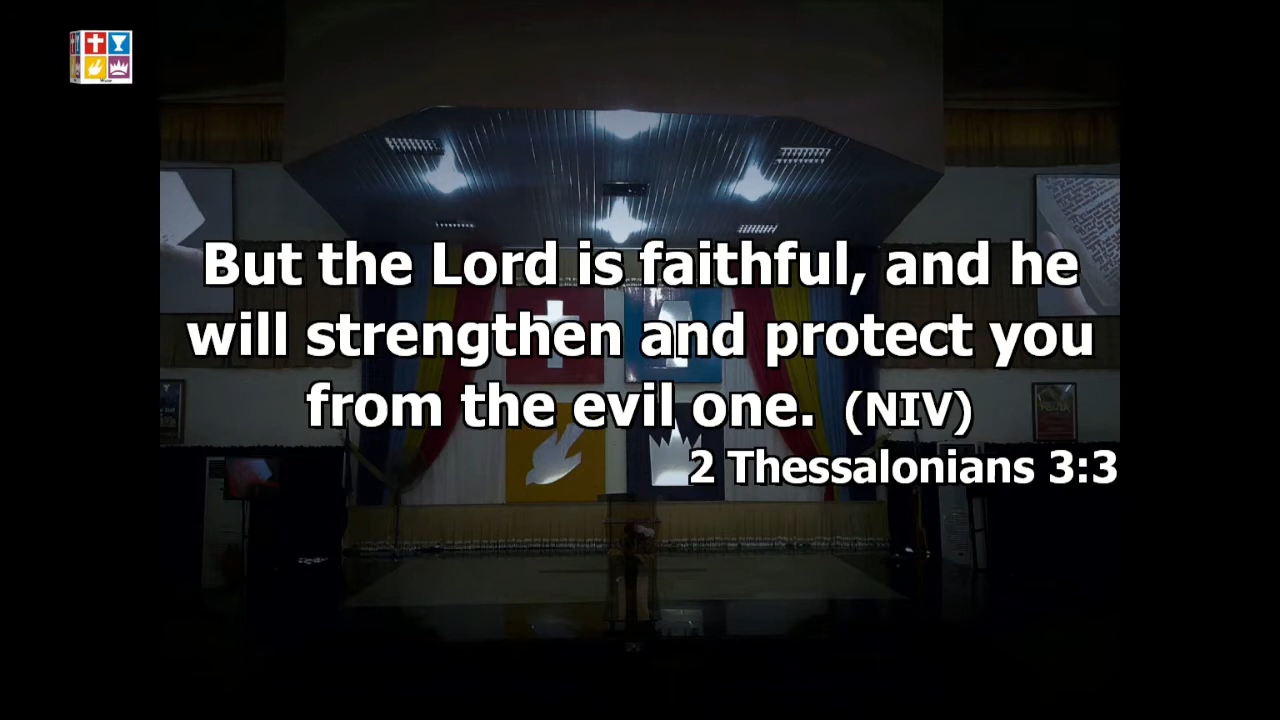 But the Lord is faithful, and he
will strengthen and protect you
from the evil one. (NIV)
2 Thessalonians 3:3